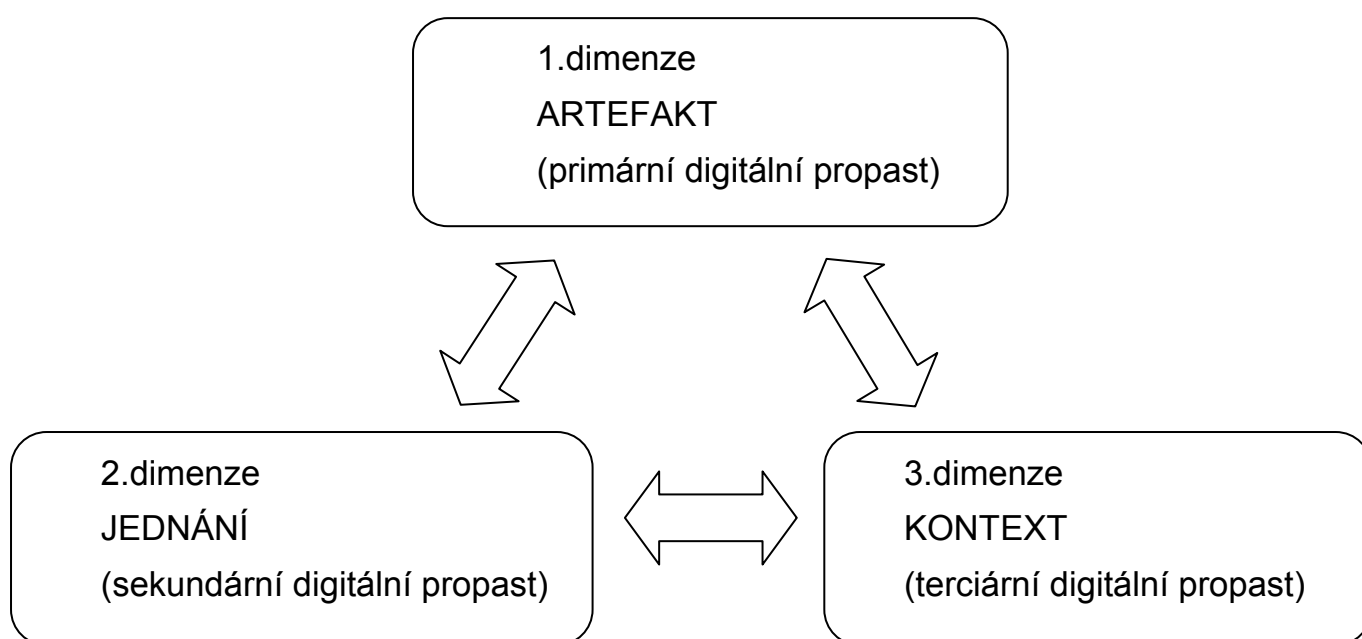 1.dimenze
ARTEFAKT
(primární digitální propast)
2.dimenze
JEDNÁNÍ
(sekundární digitální propast)
3.dimenze
KONTEXT
(terciární digitální propast)